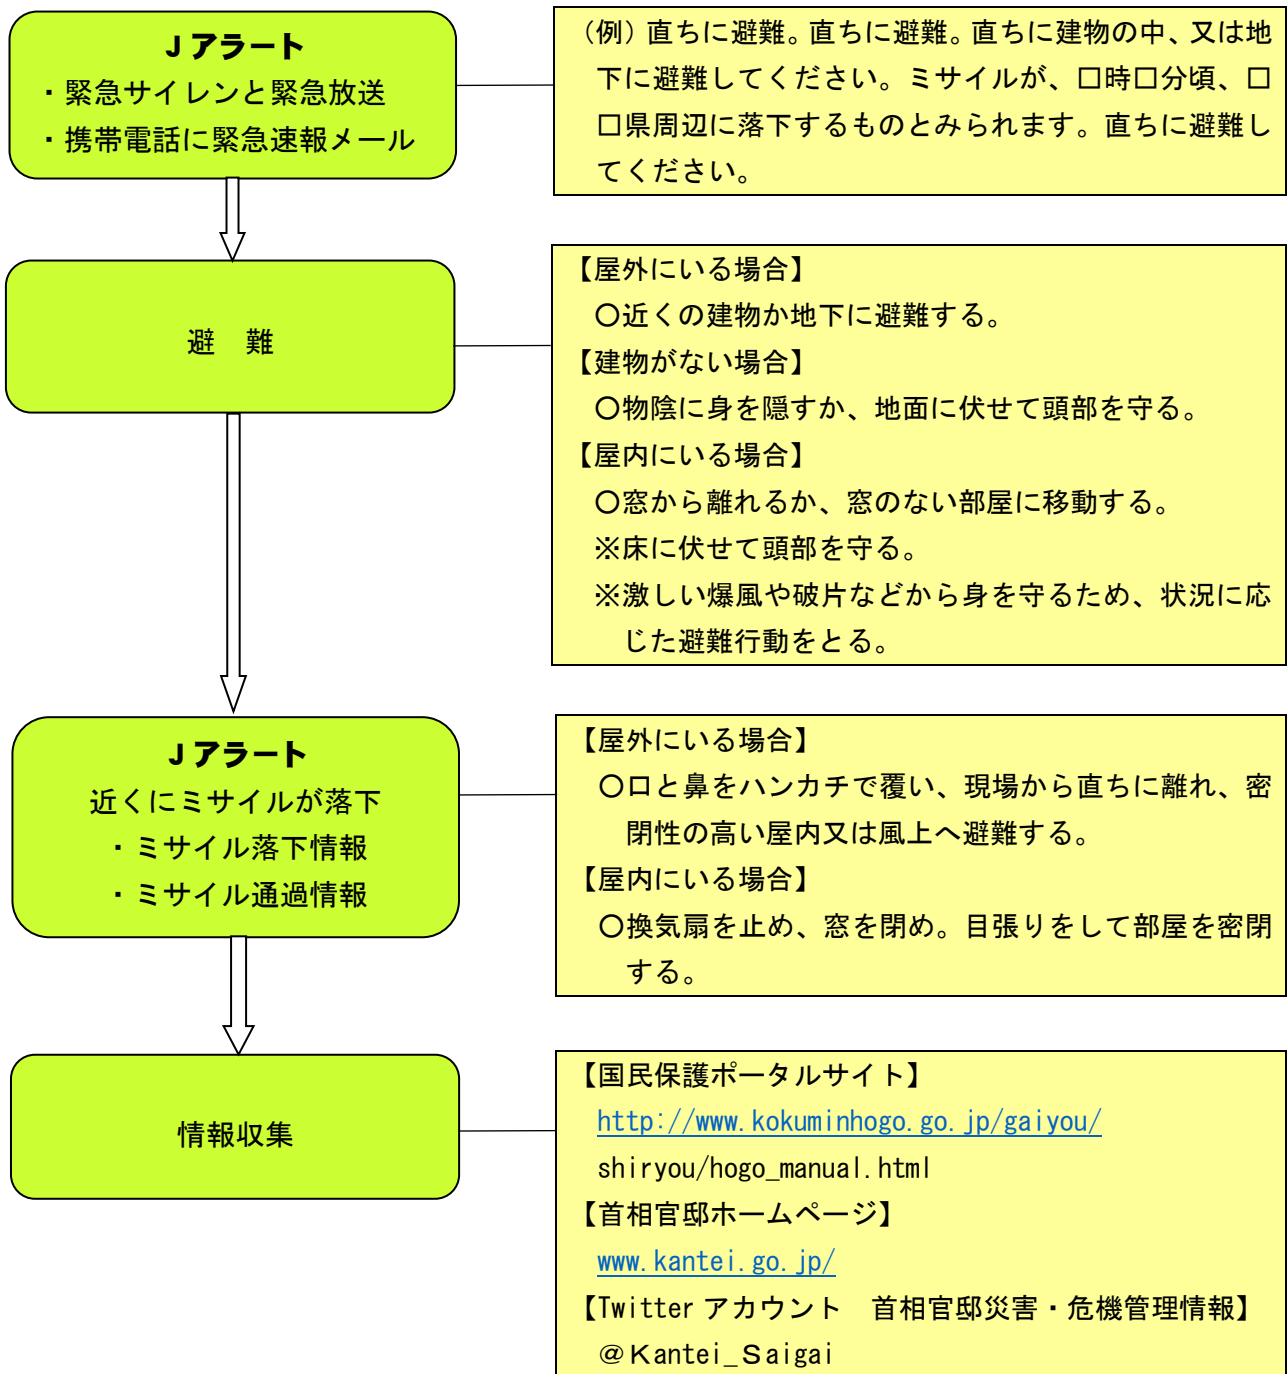 Ｊアラート
・緊急サイレンと緊急放送
・携帯電話に緊急速報メール
（例）直ちに避難。直ちに避難。直ちに建物の中、又は地
下に避難してください。ミサイルが、□時□分頃、□
□県周辺に落下するものとみられます。直ちに避難し
てください。
避　難
【屋外にいる場合】
〇近くの建物か地下に避難する。
【建物がない場合】
〇物陰に身を隠すか、地面に伏せて頭部を守る。
【屋内にいる場合】
〇窓から離れるか、窓のない部屋に移動する。
※床に伏せて頭部を守る。
※激しい爆風や破片などから身を守るため、状況に応
じた避難行動をとる。
Ｊアラート
近くにミサイルが落下
・ミサイル落下情報
・ミサイル通過情報
【屋外にいる場合】
〇口と鼻をハンカチで覆い、現場から直ちに離れ、密
閉性の高い屋内又は風上へ避難する。
【屋内にいる場合】
〇換気扇を止め、窓を閉め。目張りをして部屋を密閉
する。
情報収集
【国民保護ポータルサイト】
http://www.kokuminhogo.go.jp/gaiyou/
shiryou/hogo_manual.html
【首相官邸ホームページ】
www.kantei.go.jp/
【Twitter アカウント　首相官邸災害・危機管理情報】
＠Ｋantei_Ｓaigai